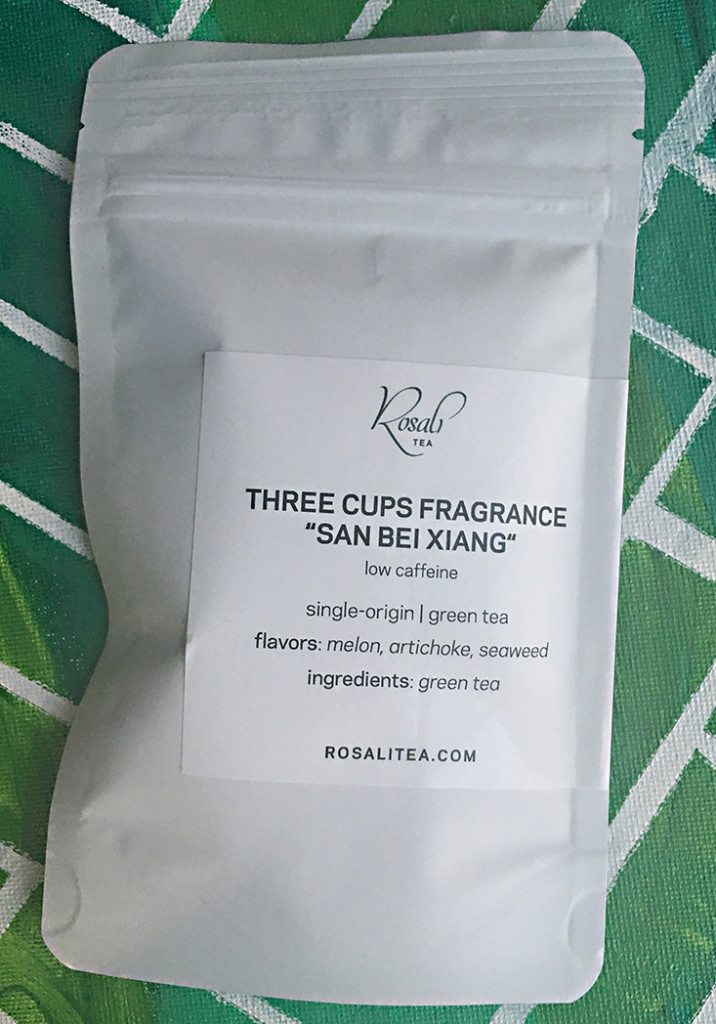 Rosali
TEA
THREE CUPS FRAGRANCE
“SAN BEI XIANG“
low caffeine
single-origin | green tea
flavors: melon, artichoke, seaweed
ingredients: green tea
ROSALITEA.COM